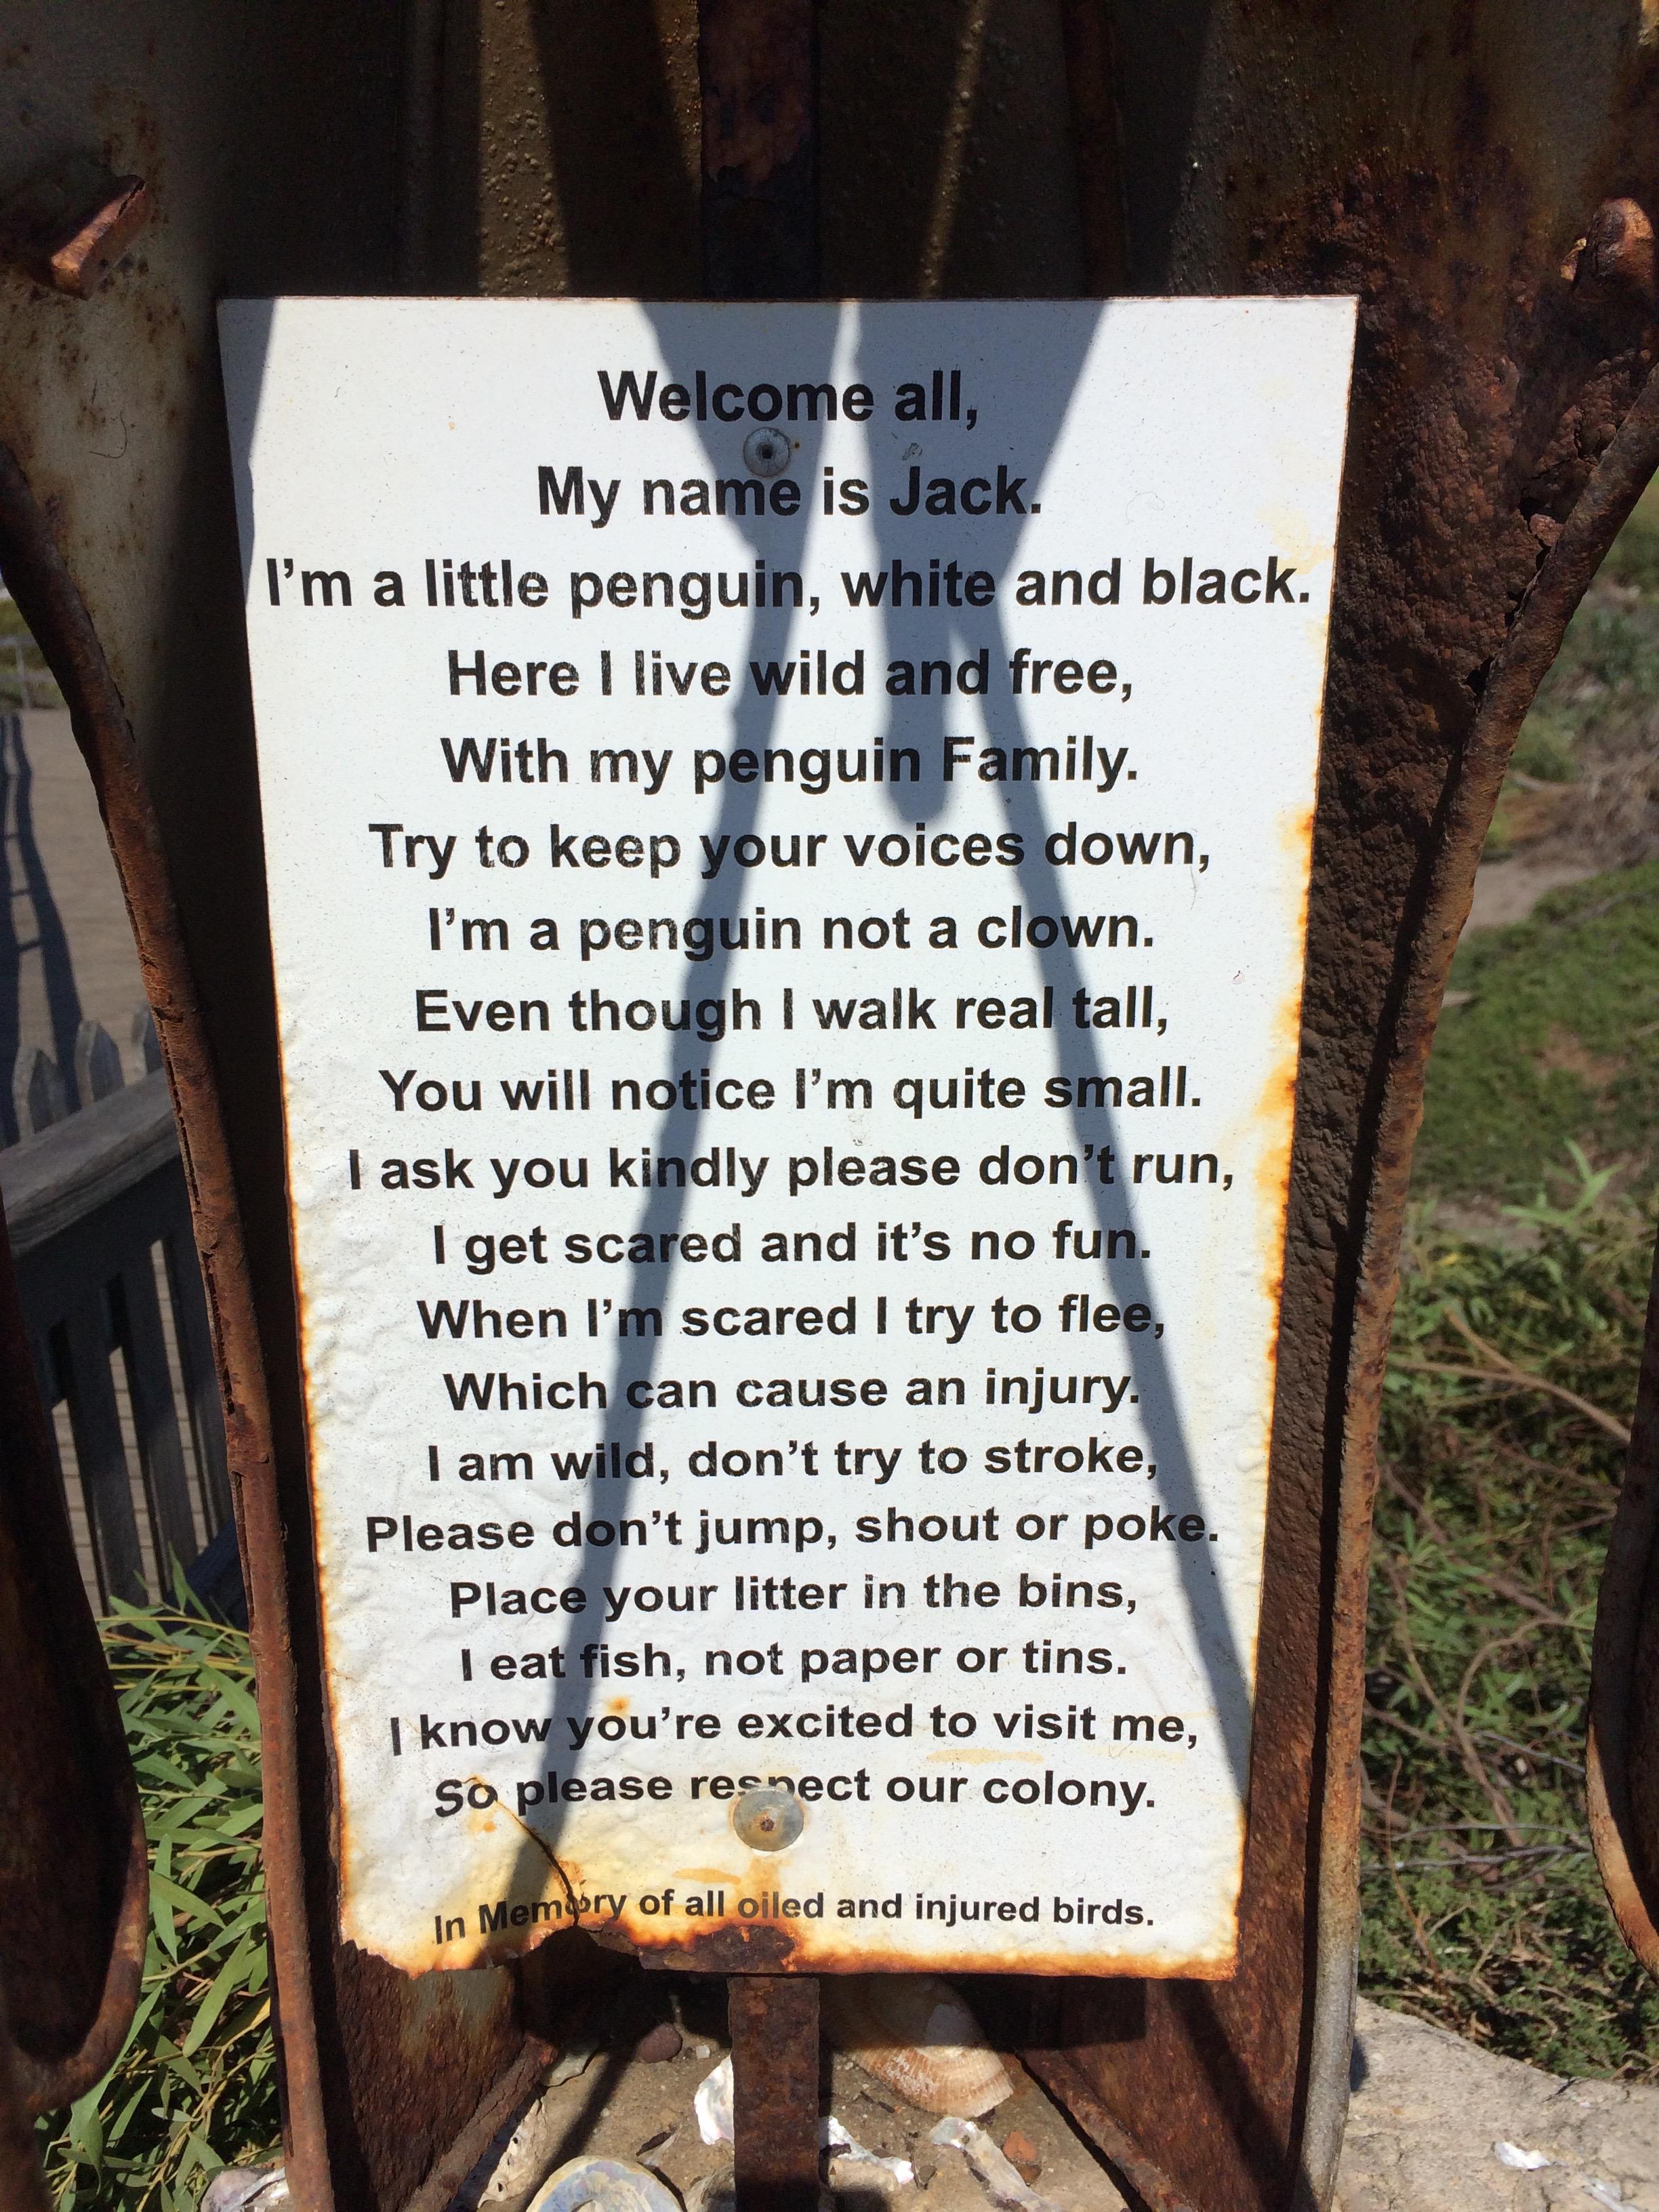 Welcome all,
My name is Jack.
I'm a little penguin, white and black.
Here I live wild and free,
With my penguin Family.
Try to keep your voices down,
I'm a penguin not a clown.
Even though I walk real tall,
You will notice I'm quite small.
I ask you kindly please don't run,
I get scared and it's no fun.
When I'm scared I try to flee,
Which can cause an injury.
I am wild, don't try to stroke,
Please don't jump, shout or poke.
Place your litter in the bins,
I eat fish, not paper or tins.
I know you're excited to visit me,
So please respect our colony.
In Memory of all oiled and injured birds.